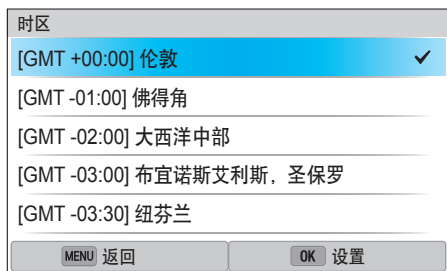 时区
[GMT +00:00] 伦敦
[GMT -01:00] 佛得角
[GMT -02:00] 大西洋中部
[GMT -03:00] 布宜诺斯艾利斯，圣保罗
[GMT -03:30] 纽芬兰
MENU 返回 OK 设置